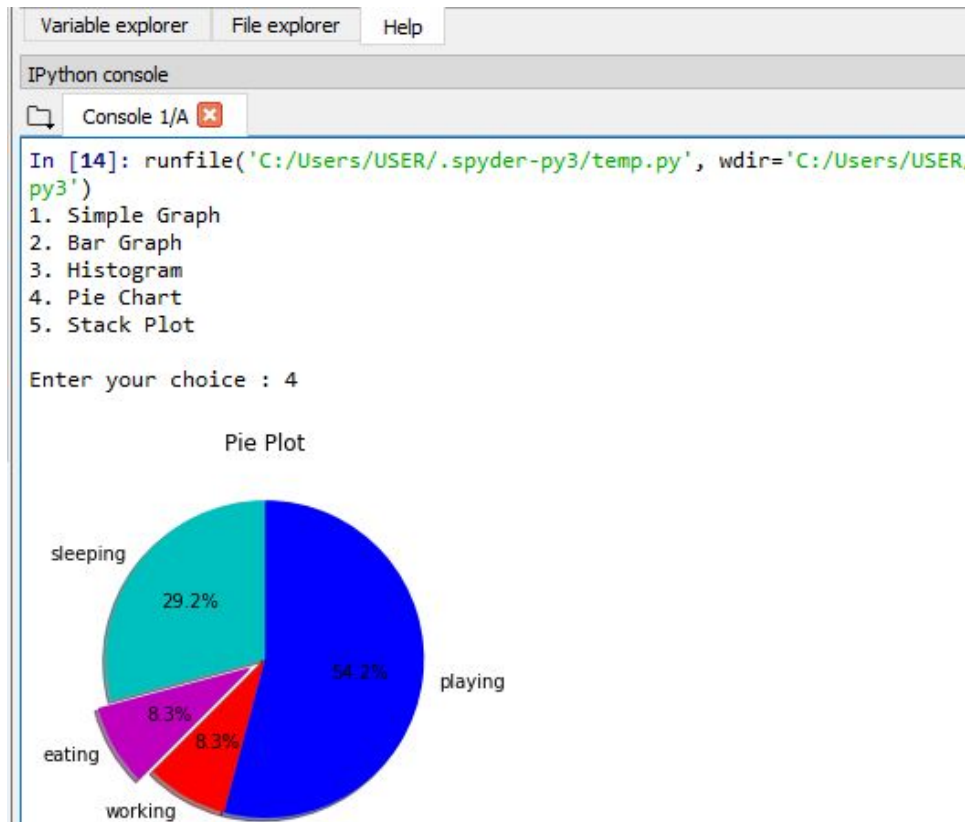 Variable explorer File explorer Help
IPython console
Console 1/A
In [14]: runfile('C:/Users/USER/.spyder-py3/temp.py', wdir='C:/Users/USER/
py3')
1. Simple Graph
2. Bar Graph
3. Histogram
4. Pie Chart
5. Stack Plot
Enter your choice : 4
Pie Plot
sleeping
29.2%
54.2%
playing
8.3%
8.3%
eating
working